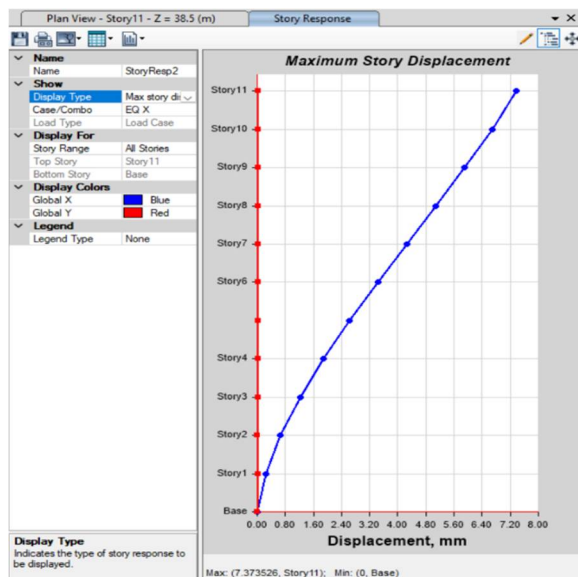 Plan View - Story11 - Z = 38.5 (m)
Story Response
Name
Name StoryResp2
Show
Display Type Max story di
Case/Combo EQ X
Load Type Load Case
Display For
Story Range All Stories
Top Story Story11
Bottom Story Base
Display Colors
Global X Blue
Global Y Red
Legend
Legend Type None
Display Type
Indicates the type of story response to
be displayed.
Maximum Story Displacement
Story11
Story10
Story9
Story8
Story7
Story6
Story4
Story3
Story2
Story1
Base
0.00 0.80 1.60 2.40 3.20 4.00 4.80 5.60 6.40 7.20 8.00
Displacement, mm
Max: (7.373526, Story11); Min: (0, Base)